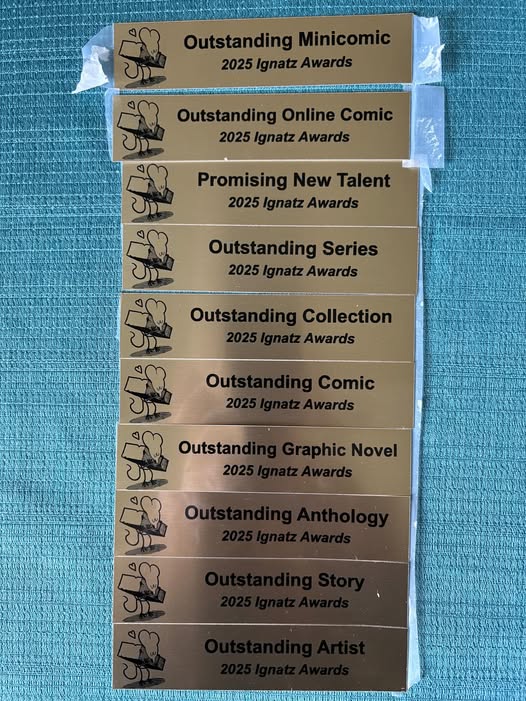 Outstanding Minicomic
2025 Ignatz Awards
Outstanding Online Comic
2025 Ignatz Awards
Promising New Talent
2025 Ignatz Awards
Outstanding Series
2025 Ignatz Awards
Outstanding Collection
2025 Ignatz Awards
Outstanding Comic
2025 Ignatz Awards
Outstanding Graphic Novel
2025 Ignatz Awards
Outstanding Anthology
2025 Ignatz Awards
Outstanding Story
2025 Ignatz Awards
Outstanding Artist
2025 Ignatz Awards